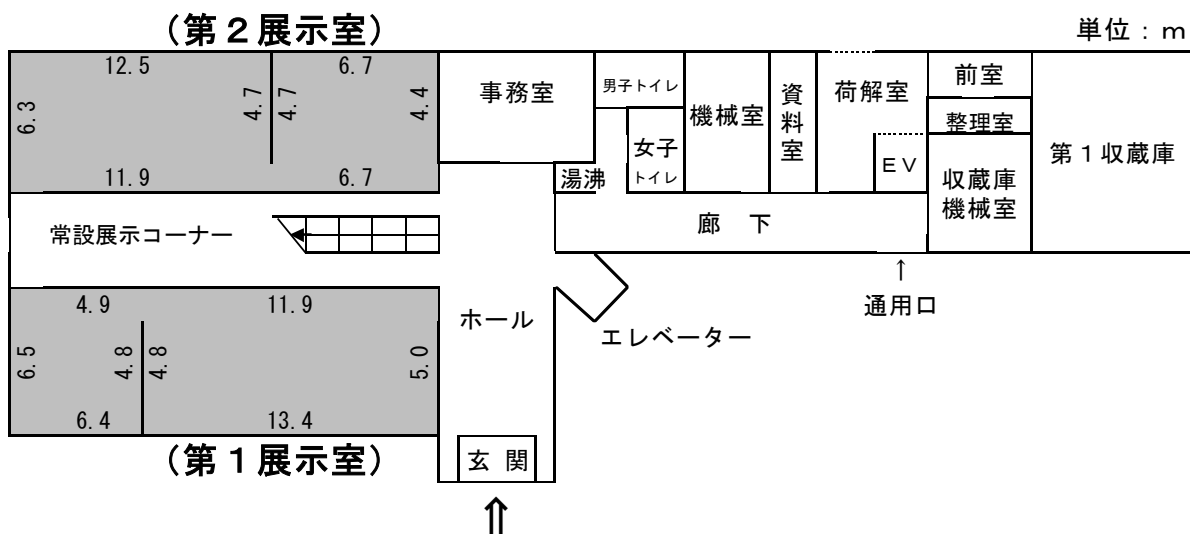 (第2展示室)
単位：m
12.5
6.7
6.3
4.7
4.7
4.4
11.9
6.7
事務室
男子トイレ
女子
トイレ
湯沸
機械室
資料室
荷解室
EV
前室
整理室
収蔵庫
機械室
第1収蔵庫
常設展示コーナー
廊 下
↑
通用口
4.9
11.9
6.5
4.8
4.8
5.0
6.4
13.4
ホール
エレベーター
(第1展示室)
玄 関
⇑